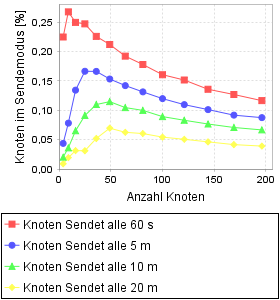 Knoten im Sendemodus [%]
0,25
0,20
0,15
0,10
0,05
0,00
0
50
100
150
200
Anzahl Knoten
Knoten Sendet alle 60 s
Knoten Sendet alle 5 m
Knoten Sendet alle 10 m
Knoten Sendet alle 20 m